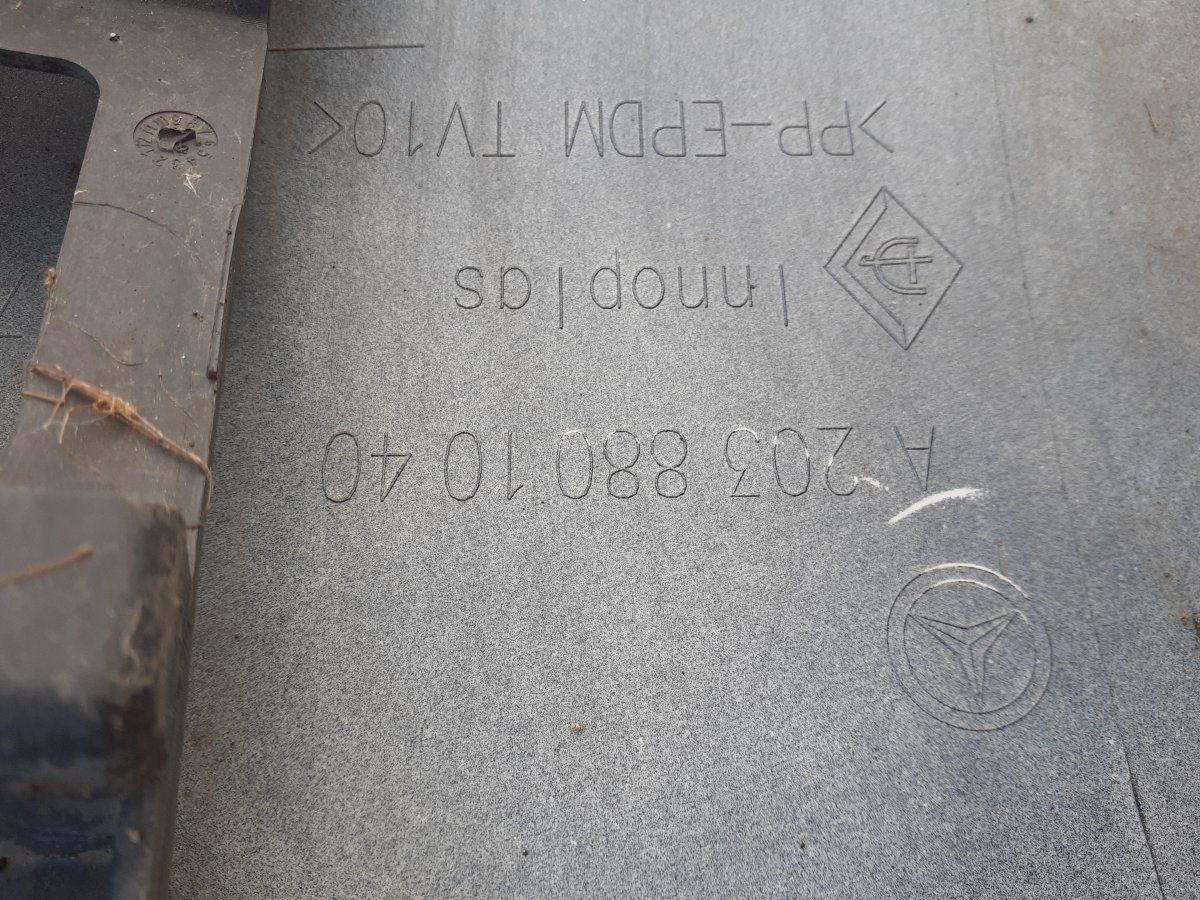 A 203 880 10 40
Innoplas
>PP-EPDM TV10<